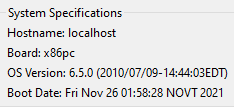 System Specifications
Hostname: localhost
Board: x86pc
OS Version: 6.5.0 (2010/07/09-14:44:03EDT)
Boot Date: Fri Nov 26 01:58:28 NOVT 2021